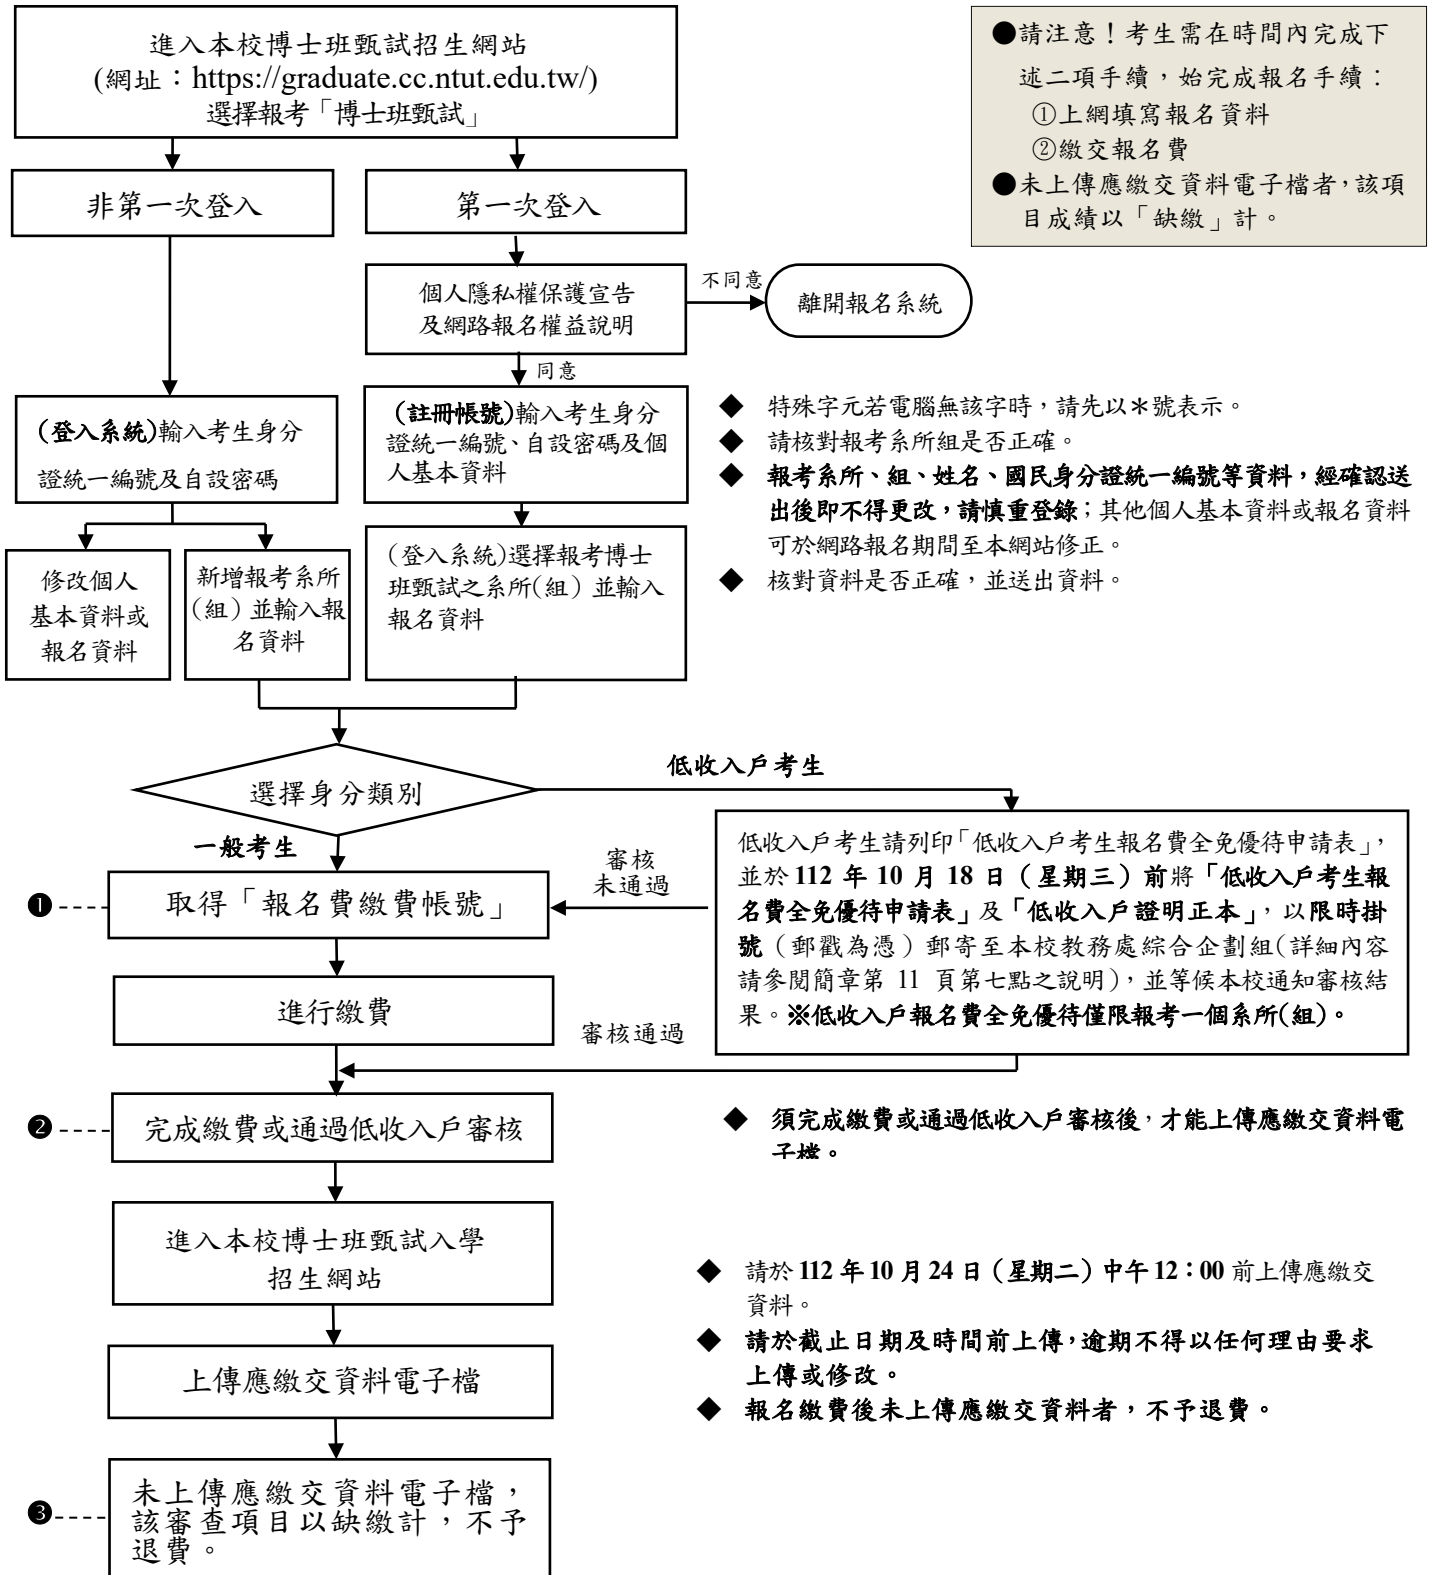 進入本校博士班甄試招生網站
(網址：https://graduate.cc.ntut.edu.tw/)
選擇報考「博士班甄試」
●請注意！考生需在時間內完成下
述二項手續，始完成報名手續：
①上網填寫報名資料
②繳交報名費
●未上傳應繳交資料電子檔者，該項
目成績以「缺繳」計。
非第一次登入
第一次登入
個人隱私權保護宣告
及網路報名權益說明
不同意
離開報名系統
同意
(登入系統)輸入考生身分
證統一編號及自設密碼
(註冊帳號)輸入考生身分
證統一編號、自設密碼及個
人基本資料
◆ 特殊字元若電腦無該字時，請先以＊號表示。
◆ 請核對報考系所組是否正確。
◆ 報考系所、組、姓名、國民身分證統一編號等資料，經確認送
出後即不得更改，請慎重登錄；其他個人基本資料或報名資料
可於網路報名期間至本網站修正。
◆ 核對資料是否正確，並送出資料。
修改個人
基本資料或
報名資料
新增報考系所
(組)並輸入報
名資料
(登入系統)選擇報考博士
班甄試之系所(組)並輸入
報名資料
選擇身分類別
低收入戶考生
一般考生
低收入戶考生請列印「低收入戶考生報名費全免優待申請表」，
並於 112 年 10 月 18 日（星期三）前將「低收入戶考生報
名費全免優待申請表」及「低收入戶證明正本」，以限時掛
號（郵戳為憑）郵寄至本校教務處綜合企劃組(詳細內容
請參閱簡章第 11 頁第七點之說明)，並等候本校通知審核結
果。※低收入戶報名費全免優待僅限報考一個系所(組)。
審核
未通過
❶
取得「報名費繳費帳號」
進行繳費
審核通過
❷
完成繳費或通過低收入戶審核
◆ 須完成繳費或通過低收入戶審核後，才能上傳應繳交資料電
子檔。
進入本校博士班甄試入學
招生網站
◆ 請於 112 年 10 月 24 日（星期二）中午 12：00 前上傳應繳交
資料。
◆ 請於截止日期及時間前上傳，逾期不得以任何理由要求
上傳或修改。
◆ 報名繳費後未上傳應繳交資料者，不予退費。
上傳應繳交資料電子檔
❸
未上傳應繳交資料電子檔，
該審查項目以缺繳計，不予
退費。